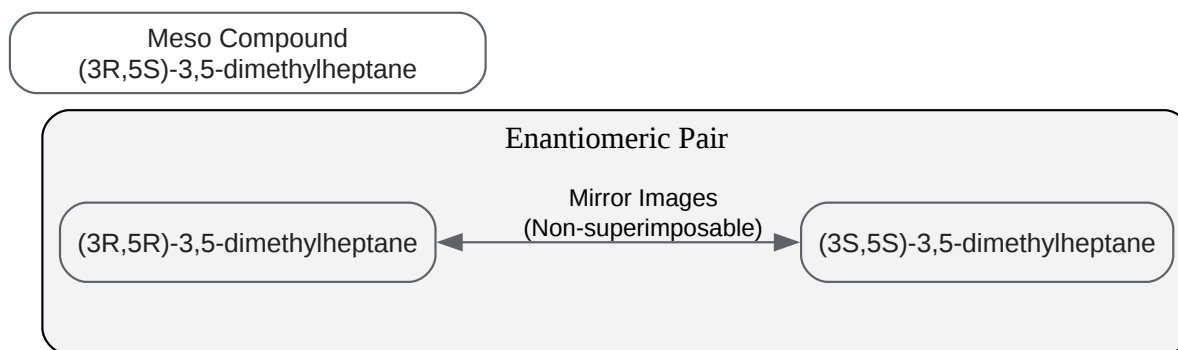 Meso Compound
(3R,5S)-3,5-dimethylheptane
Enantiomeric Pair
Mirror Images
(Non-superimposable)
(3R,5R)-3,5-dimethylheptane
(3S,5S)-3,5-dimethylheptane